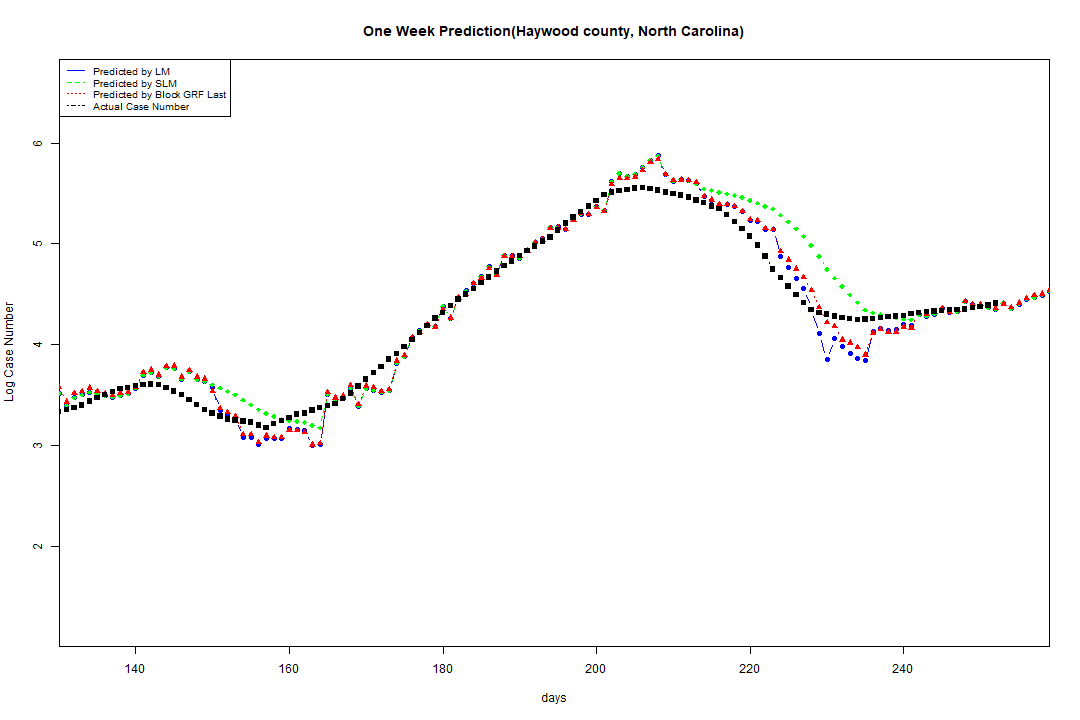 One Week Prediction(Haywood county, North Carolina)
Predicted by LM
Predicted by SLM
Predicted by Block GRF Last
Actual Case Number
6
5
4
3
2
Log Case Number
140 160 180 200 220 240
days